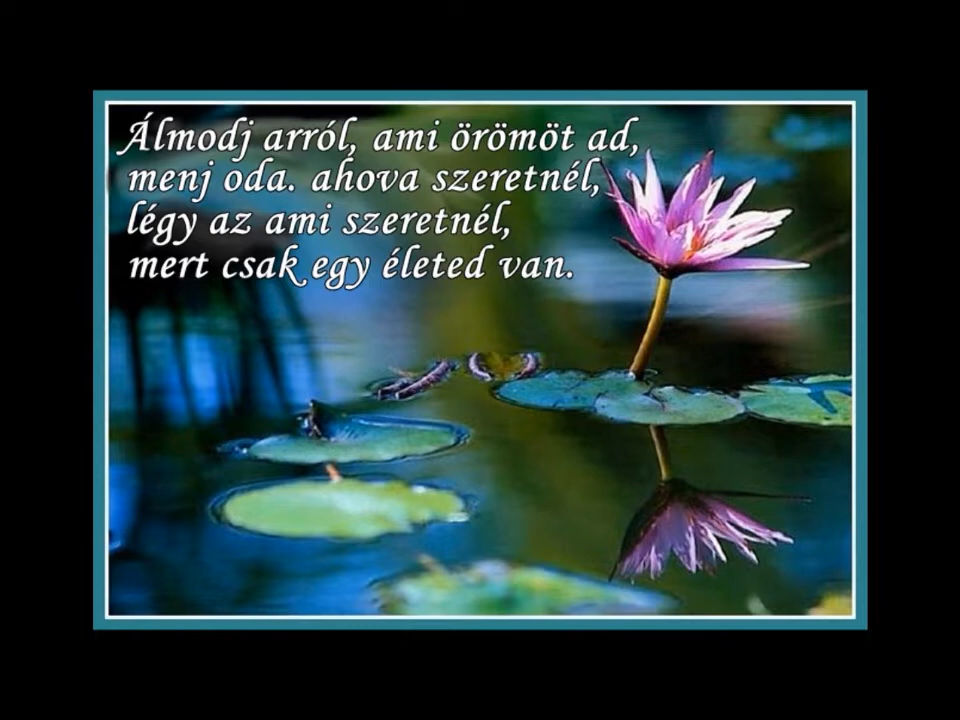 Álmodj arról, ami örömöt ad,
menj oda. ahova szeretnél,
légy az ami szeretnél,
mert csak egy életed van.